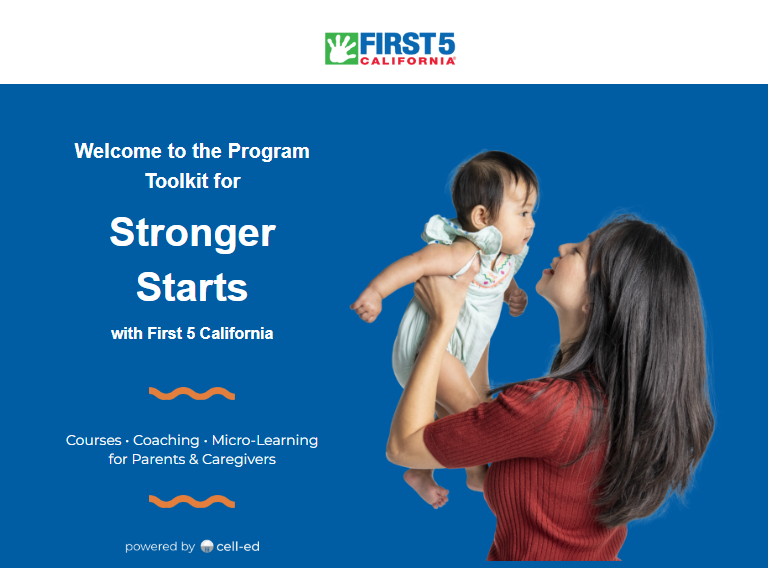 FIRST 5
CALIFORNIA
Welcome to the Program
Toolkit for
Stronger
Starts
with First 5 California
Courses • Coaching • Micro-Learning
for Parents & Caregivers
powered by cell-ed